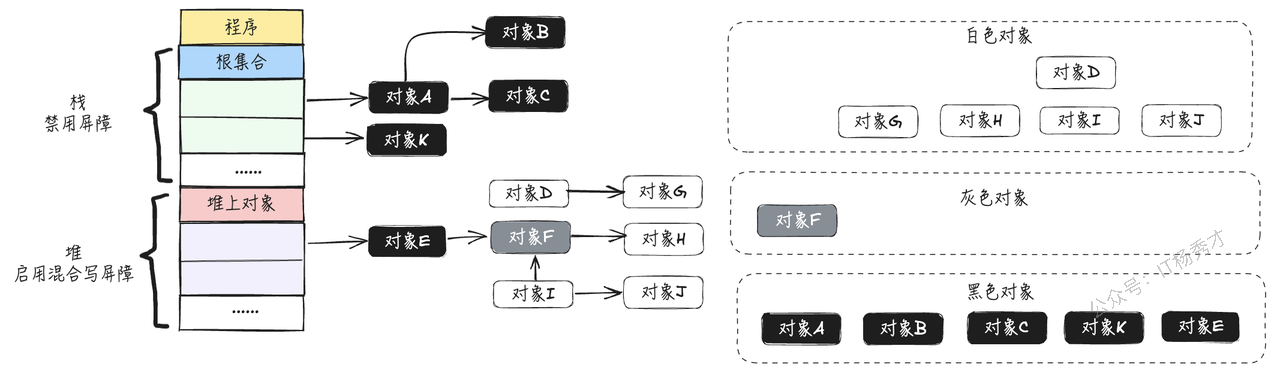 程序
根集合
栈
禁用屏障
......
堆上对象
堆
启用混合写屏障
......
对象B
对象A
对象C
对象K
对象D
对象G
对象E
对象F
对象H
对象I
对象J
白色对象
对象D
对象G
对象H
对象I
对象J
灰色对象
对象F
黑色对象
对象A
对象B
对象C
对象K
对象E
公众号：IT杨秀才